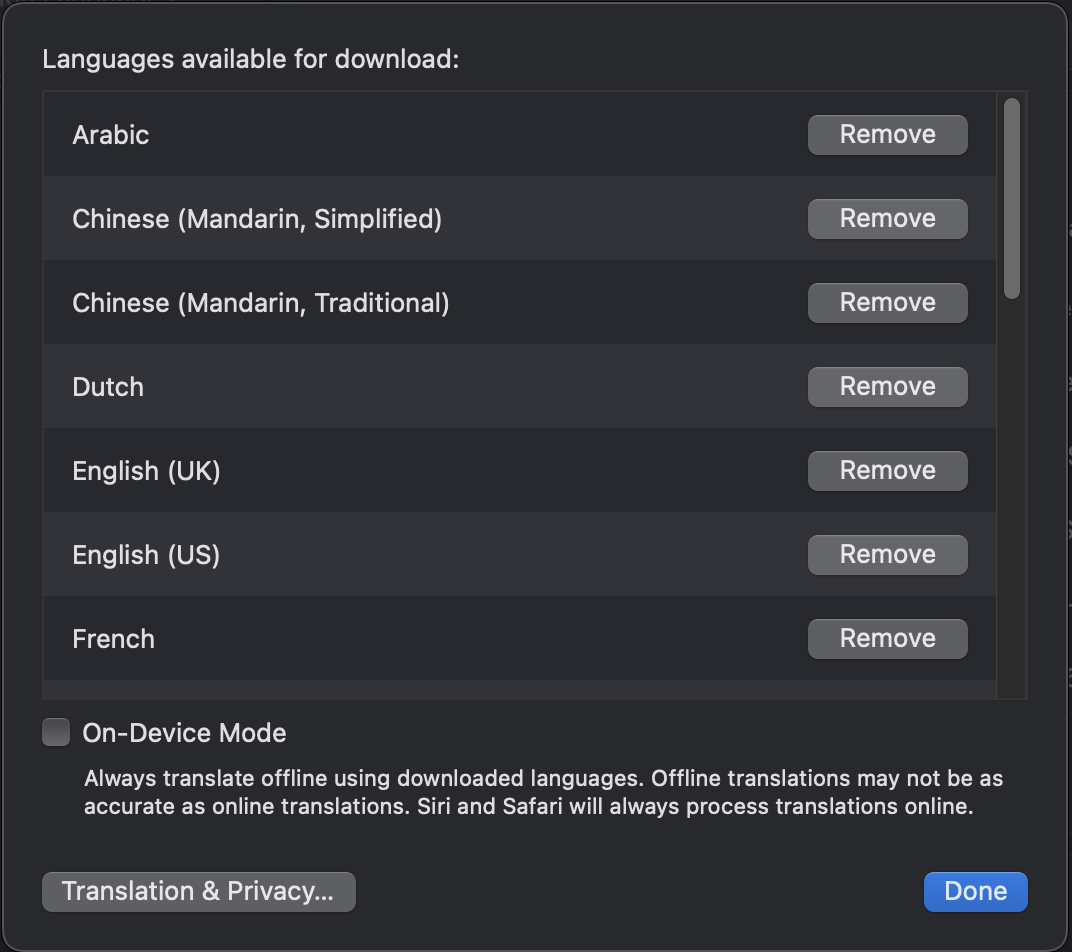 Languages available for download:
Arabic
Remove
Chinese (Mandarin, Simplified)
Remove
Chinese (Mandarin, Traditional)
Remove
Dutch
Remove
English (UK)
Remove
English (US)
Remove
French
Remove
On-Device Mode
Always translate offline using downloaded languages. Offline translations may not be as
accurate as online translations. Siri and Safari will always process translations online.
Translation & Privacy...
Done